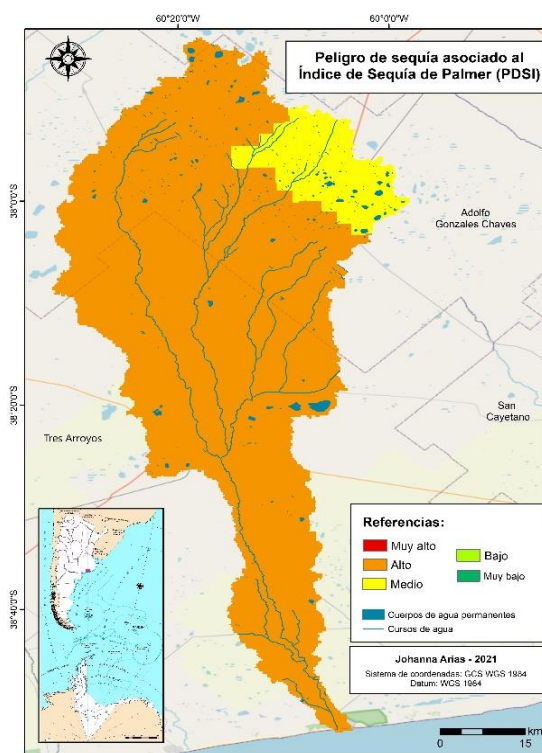 60°20'0"W
60°0'0"W
Peligro de sequía asociado al
Índice de Sequía de Palmer (PDSI)
38°0'0"S
Adolfo
Gonzales Chaves
38°20'0"S
San
Cayetano
Tres Arroyos
Referencias:
Muy alto
Alto
Medio
Bajo
Muy bajo
Cuerpos de agua permanentes
Cursos de agua
38°40'0"S
Johanna Arias - 2021
Sistema de coordenadas: GCS WGS 1984
Datum: WCS 1984
0
15
km